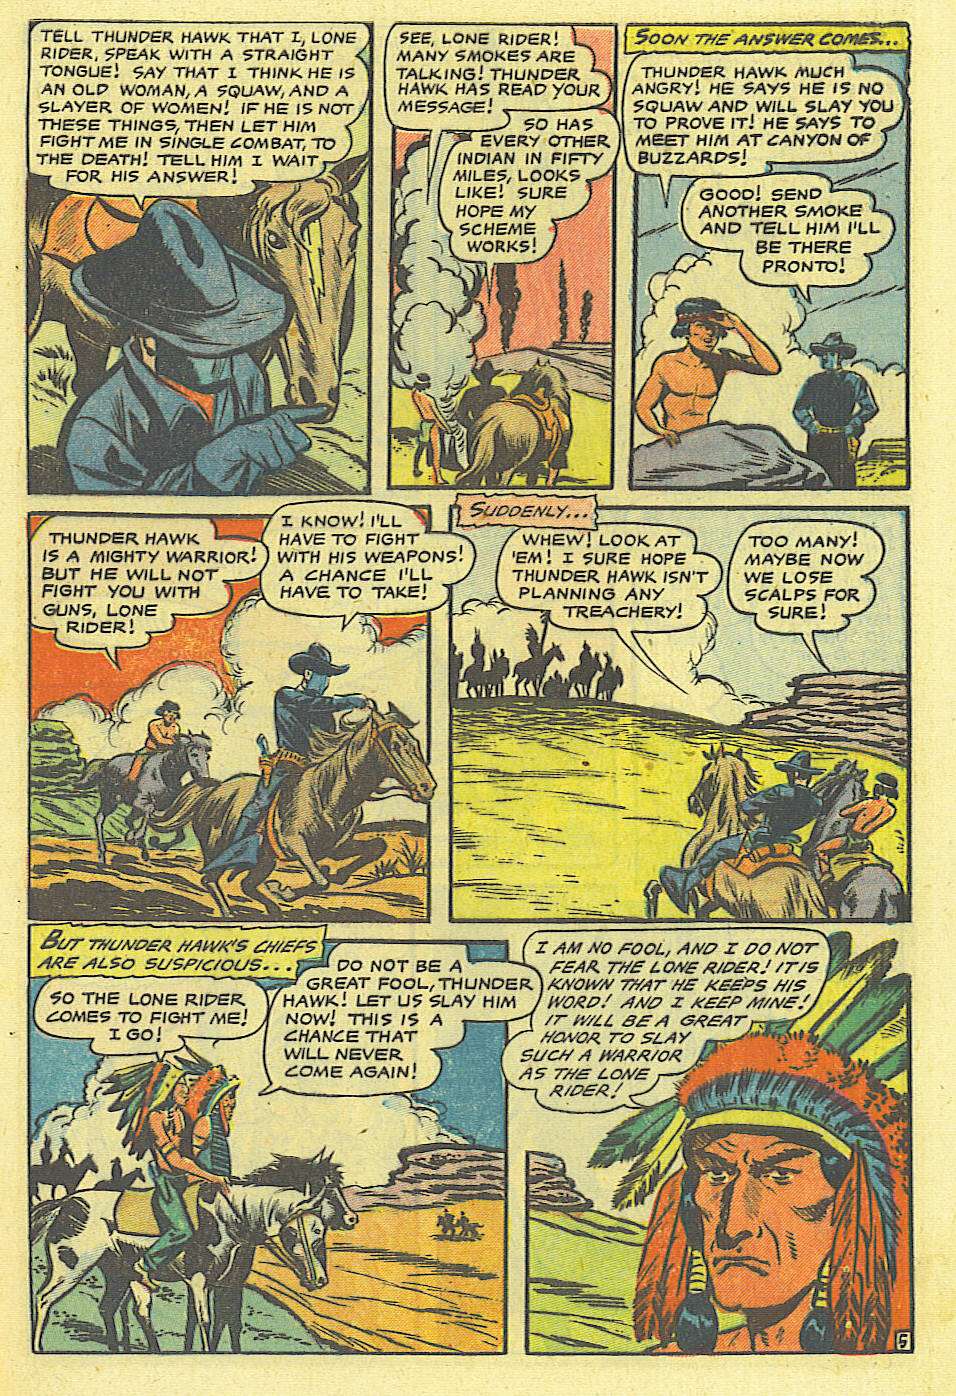 TELL THUNDER HAWK THAT I, LONE
RIDER, SPEAK WITH A STRAIGHT
TONGUE! SAY THAT I THINK HE IS
AN OLD WOMAN, A SQUAW, AND A
SLAYER OF WOMEN! IF HE IS NOT
THESE THINGS, THEN LET HIM
FIGHT ME IN SINGLE COMBAT, TO
THE DEATH! TELL HIM I WAIT
FOR HIS ANSWER!
SEE, LONE RIDER!
MANY SMOKES ARE
TALKING! THUNDER
HAWK HAS READ YOUR
MESSAGE!
SO HAS
EVERY OTHER
INDIAN IN FIFTY
MILES, LOOKS
LIKE! SURE
HOPE MY
SCHEME
WORKS!
SOON THE ANSWER COMES...
THUNDER HAWK MUCH
ANGRY! HE SAYS HE IS NO
SQUAW AND WILL SLAY YOU
TO PROVE IT! HE SAYS TO
MEET HIM AT CANYON OF
BUZZARDS!
GOOD! SEND
ANOTHER SMOKE
AND TELL HIM I'LL
BE THERE
PRONTO!
THUNDER HAWK
IS A MIGHTY WARRIOR!
BUT HE WILL NOT
FIGHT YOU WITH
GUNS, LONE
RIDER!
I KNOW! I'LL
HAVE TO FIGHT
WITH HIS WEAPONS!
A CHANCE I'LL
HAVE TO TAKE!
SUDDENLY...
WHEW! LOOK AT
'EM! I SURE HOPE
THUNDER HAWK ISN'T
PLANNING ANY
TREACHERY!
TOO MANY!
MAYBE NOW
WE LOSE
SCALPS FOR
SURE!
BUT THUNDER HAWK'S CHIEFS
ARE ALSO SUSPICIOUS...
SO THE LONE RIDER
COMES TO FIGHT ME!
I GO!
DO NOT BE A
GREAT FOOL, THUNDER
HAWK! LET US SLAY HIM
NOW! THIS IS A
CHANCE THAT
WILL NEVER
COME AGAIN!
I AM NO FOOL, AND I DO NOT
FEAR THE LONE RIDER! IT IS
KNOWN THAT HE KEEPS HIS
WORD! AND I KEEP MINE!
IT WILL BE A GREAT
HONOR TO SLAY
SUCH A WARRIOR
AS THE LONE
RIDER!
5